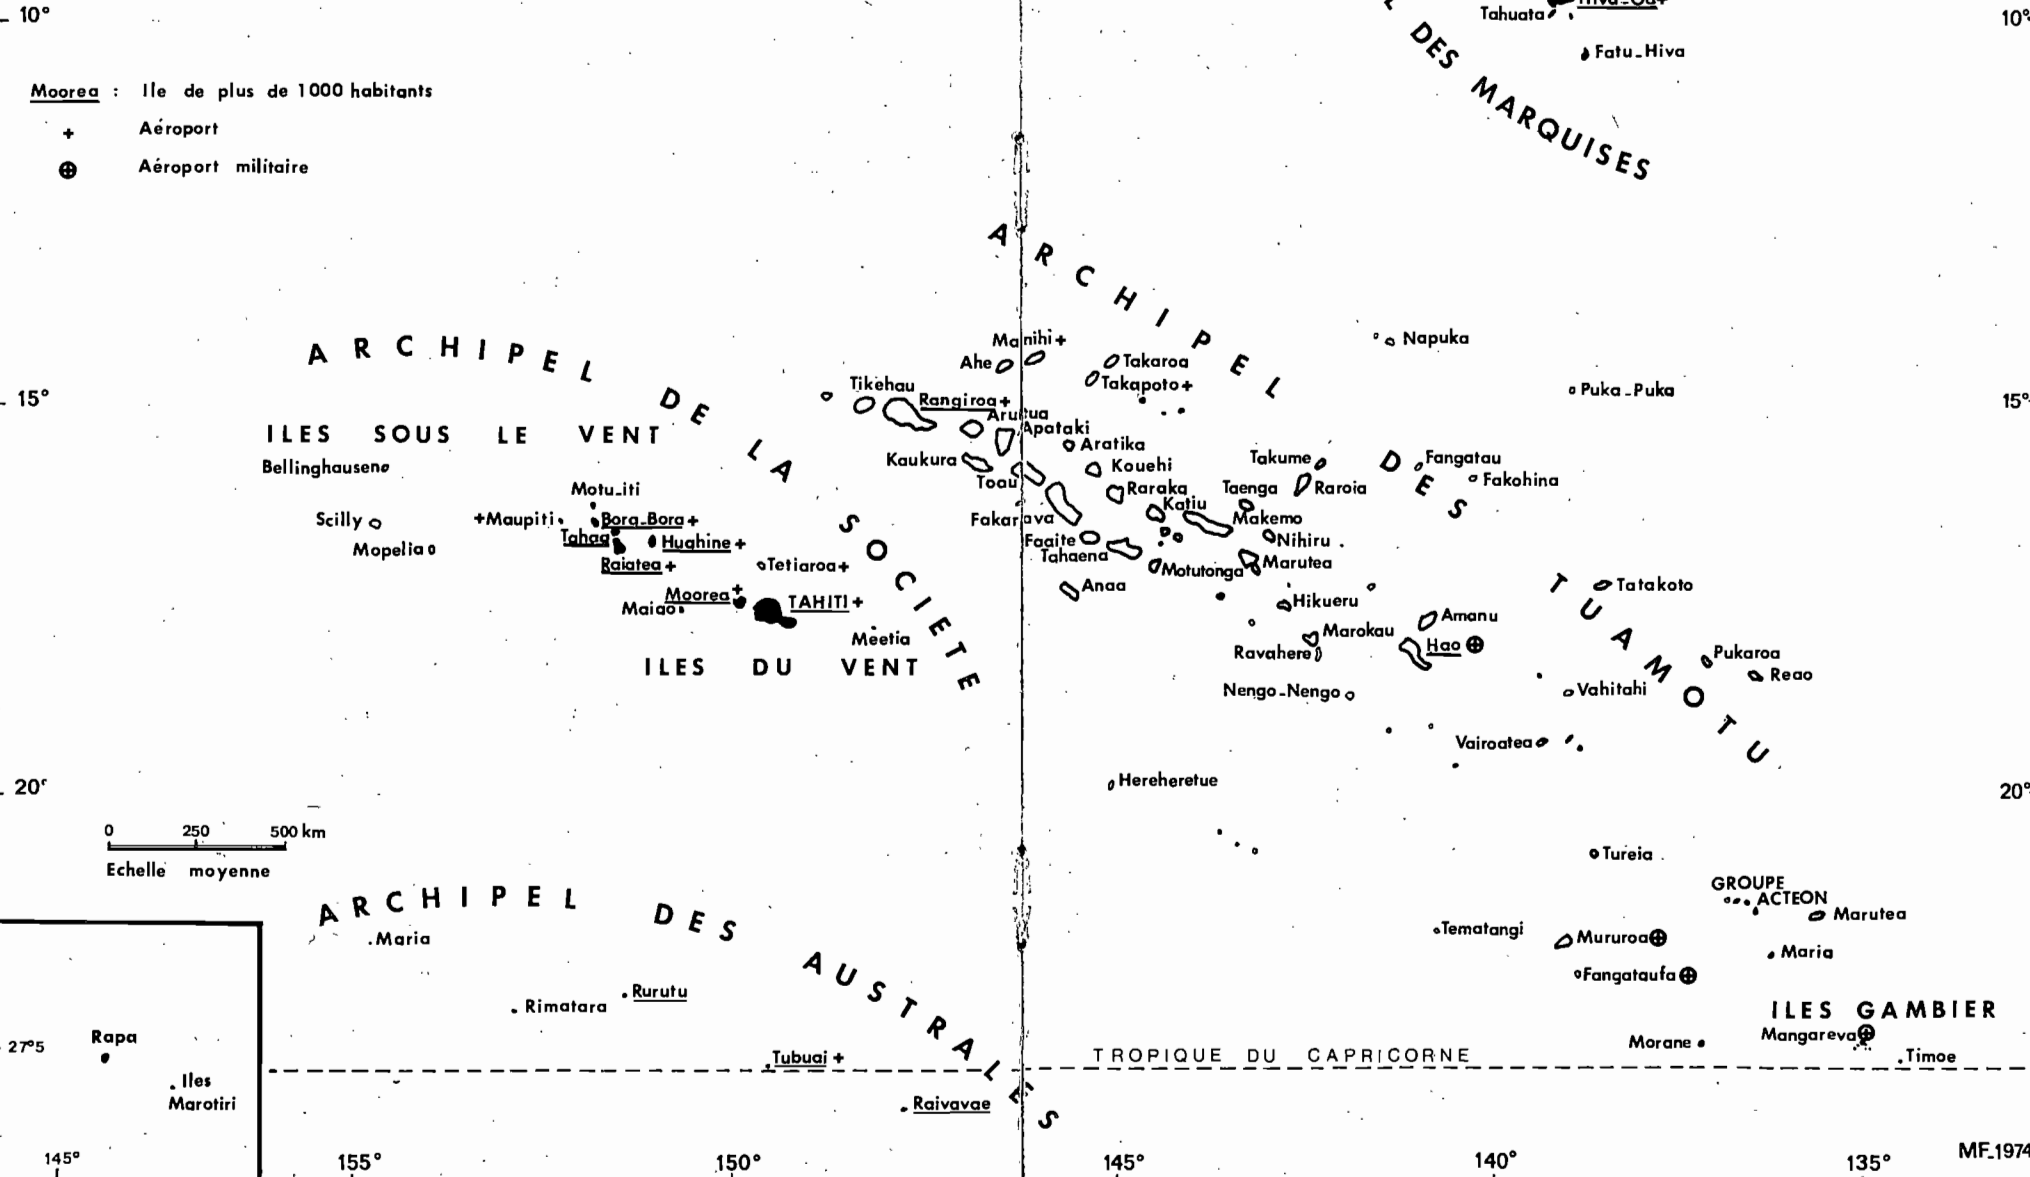 10°
10°
Tahuata
Fatu-Hiva
DES MARQUISES
Moorea : Ile de plus de 1000 habitants
+ Aéroport
⊕ Aéroport militaire
ARCHIPEL DES TUAMOTU
ARCHIPEL DE LA SOCIETE
Manihi +
Ahe
Takaroa
Takapoto +
Napuka
Puka-Puka
15°
15°
Tikehau
Rangiroa +
Arutua
Apataki
Aratika
Kaukura
Toau
Kouehi
Raraka
Katiu
Fakarava
Faaite
Tahaena
Anaa
Motutonga
Takume
Raroia
Taenga
Makemo
Nihiru
Marutea
Fangatau
Fakohina
ILES SOUS LE VENT
Bellinghausen
Motu-iti
Scilly
+Maupiti
Bora-Bora +
Mopelia
Tahaa
Hughine +
Raiatea +
Tetiaroa +
Moorea +
Maiao
TAHITI +
Meetia
ILES DU VENT
Hikueru
Marokau
Ravahere
Nengo-Nengo
Amanu
Hao ⊕
Tatakoto
Pukaroa
Reao
Vahitahi
Vairoatea
Hereheretue
20°
20°
0 250 500 km
Echelle moyenne
Tureia
GROUPE
ACTEON
Marutea
Tematangi
Mururoa ⊕
Maria
Fangataufa ⊕
ILES GAMBIER
Mangareva ⊕
Morane
Timoe
ARCHIPEL DES AUSTRALES
Maria
Rimatara
Rurutu
Tubuai +
TROPIQUE DU CAPRICORNE
Raivavae
27°5
Rapa
Iles
Marotiri
145°
155°
150°
145°
140°
135°
MF_1974